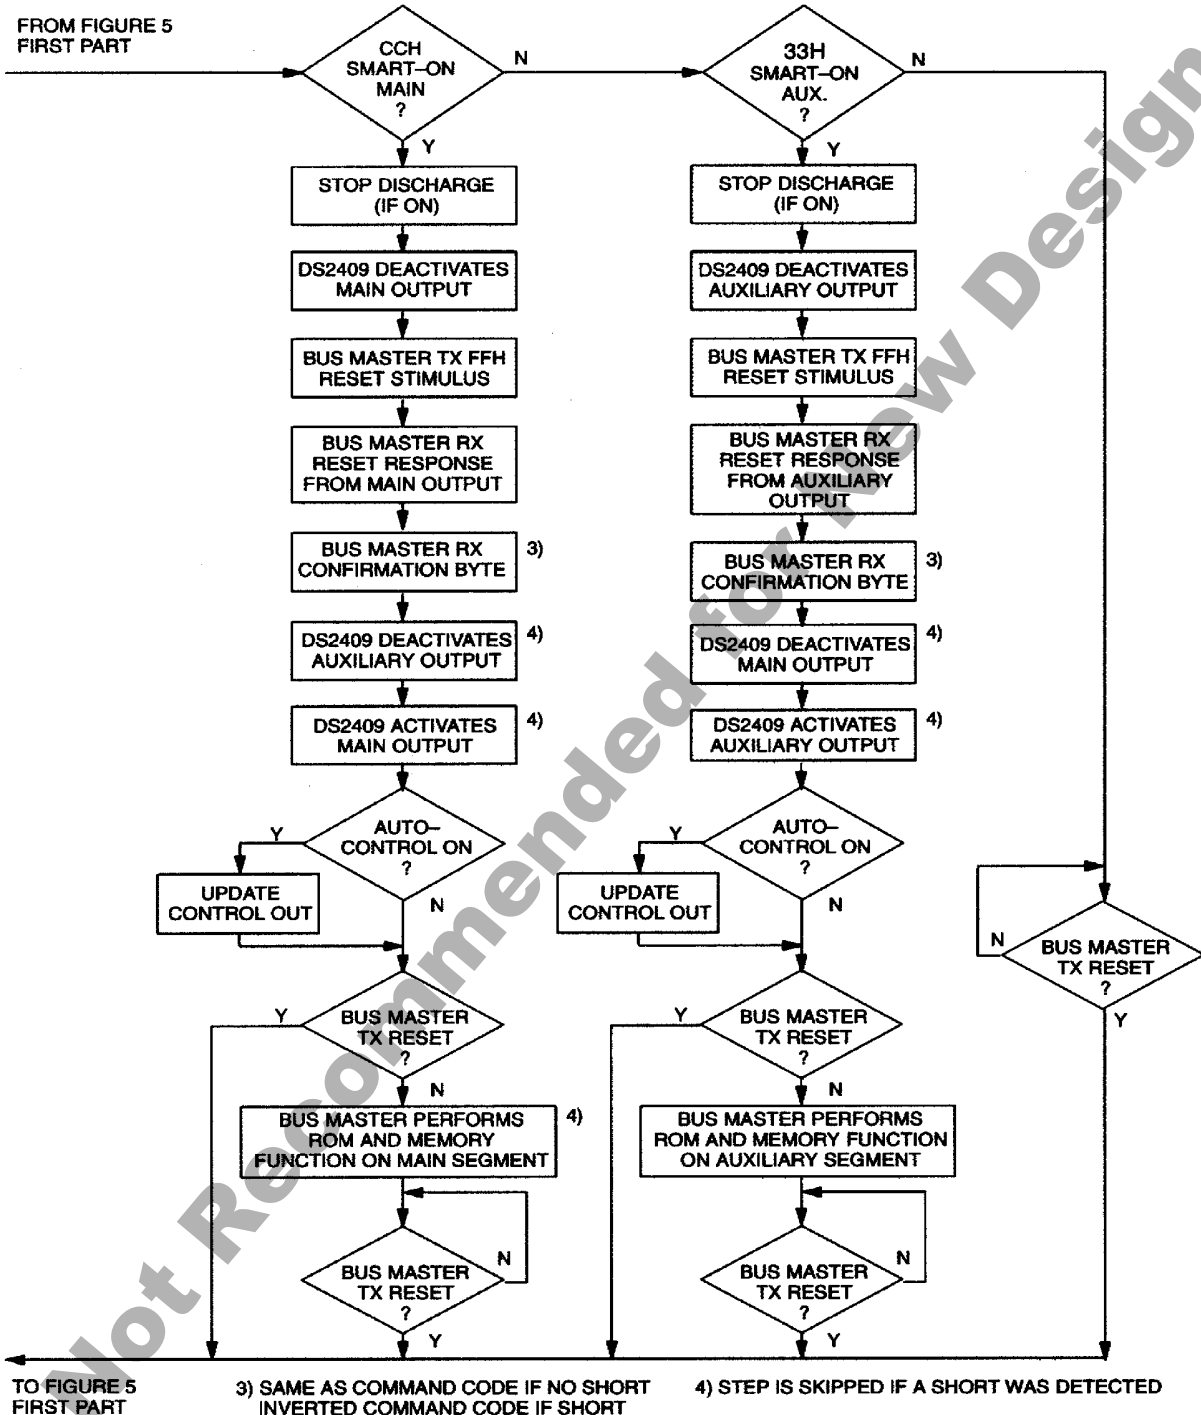 FROM FIGURE 5
FIRST PART
CCH
SMART–ON
MAIN
?
N
Y
STOP DISCHARGE
(IF ON)
DS2409 DEACTIVATES
MAIN OUTPUT
BUS MASTER TX FFH
RESET STIMULUS
BUS MASTER RX
RESET RESPONSE
FROM MAIN OUTPUT
BUS MASTER RX
CONFIRMATION BYTE
3)
DS2409 DEACTIVATES
AUXILIARY OUTPUT
4)
DS2409 ACTIVATES
MAIN OUTPUT
4)
AUTO–
CONTROL ON
?
Y
UPDATE
CONTROL OUT
N
BUS MASTER
TX RESET
?
Y
N
BUS MASTER PERFORMS
ROM AND MEMORY
FUNCTION ON MAIN SEGMENT
4)
BUS MASTER
TX RESET
?
N
Y
33H
SMART–ON
AUX.
?
N
Y
STOP DISCHARGE
(IF ON)
DS2409 DEACTIVATES
AUXILIARY OUTPUT
BUS MASTER TX FFH
RESET STIMULUS
BUS MASTER RX
RESET RESPONSE
FROM AUXILIARY
OUTPUT
BUS MASTER RX
CONFIRMATION BYTE
3)
DS2409 DEACTIVATES
MAIN OUTPUT
4)
DS2409 ACTIVATES
AUXILIARY OUTPUT
4)
AUTO–
CONTROL ON
?
Y
UPDATE
CONTROL OUT
N
BUS MASTER
TX RESET
?
Y
N
BUS MASTER PERFORMS
ROM AND MEMORY FUNCTION
ON AUXILIARY SEGMENT
BUS MASTER
TX RESET
?
N
Y
BUS MASTER
TX RESET
?
N
Y
TO FIGURE 5
FIRST PART
3) SAME AS COMMAND CODE IF NO SHORT
INVERTED COMMAND CODE IF SHORT
4) STEP IS SKIPPED IF A SHORT WAS DETECTED
Not Recommended for New Design